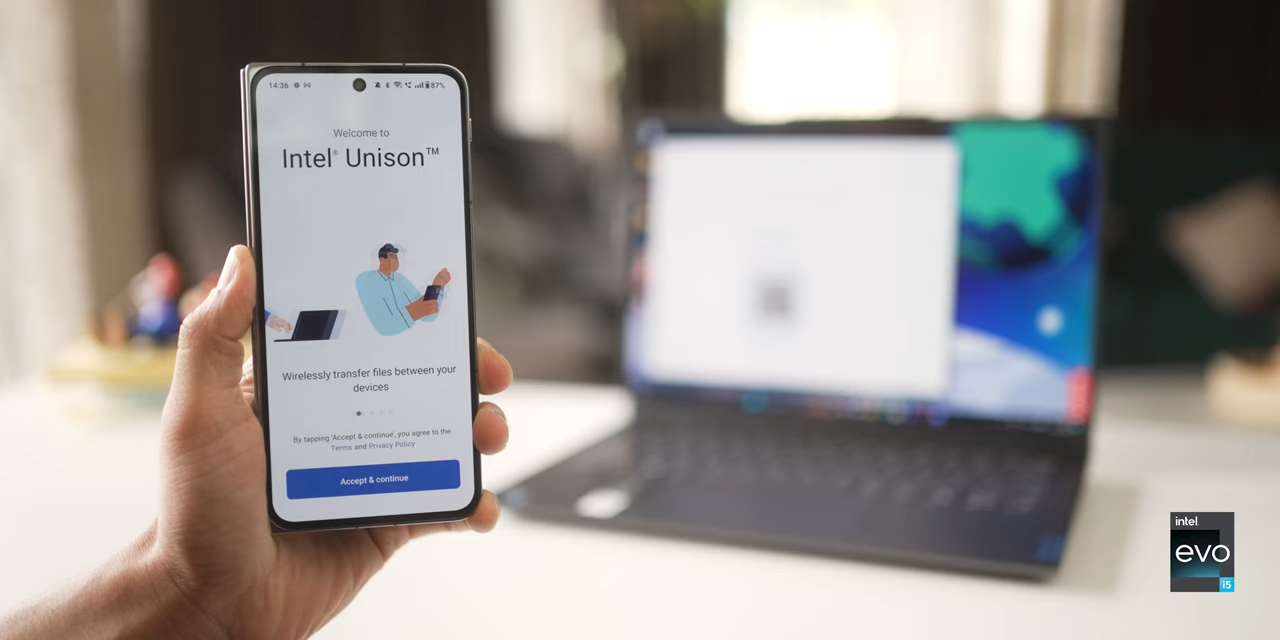 14:36
87%
Welcome to
Intel® Unison™
Wirelessly transfer files between your
devices
By tapping 'Accept & continue', you agree to the
Terms and Privacy Policy
Accept & continue
intel
evo
i5